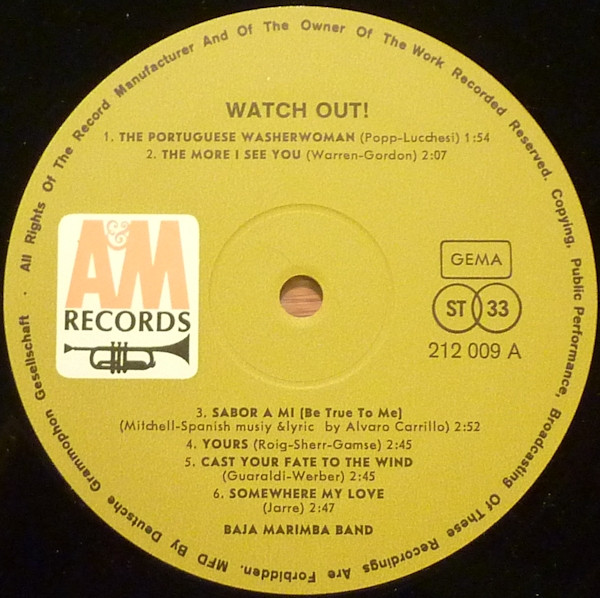 All Rights Of The Record Manufacturer And Of The Owner Of The Work Recorded Reserved. Copying, Public Performance, Broadcasting Of These Recordings Are Forbidden. MFD By Deutsche Grammophon Gesellschaft ·
WATCH OUT!
1. THE PORTUGUESE WASHERWOMAN (Popp-Lucchesi) 1:54
2. THE MORE I SEE YOU (Warren-Gordon) 2:07
A&M
RECORDS
GEMA
ST 33
212 009 A
3. SABOR A MI (Be True To Me)
(Mitchell-Spanish musiy &lyric by Alvaro Carrillo) 2:52
4. YOURS (Roig-Sherr-Gamse) 2:45
5. CAST YOUR FATE TO THE WIND
(Guaraldi-Werber) 2:45
6. SOMEWHERE MY LOVE
(Jarre) 2:47
BAJA MARIMBA BAND